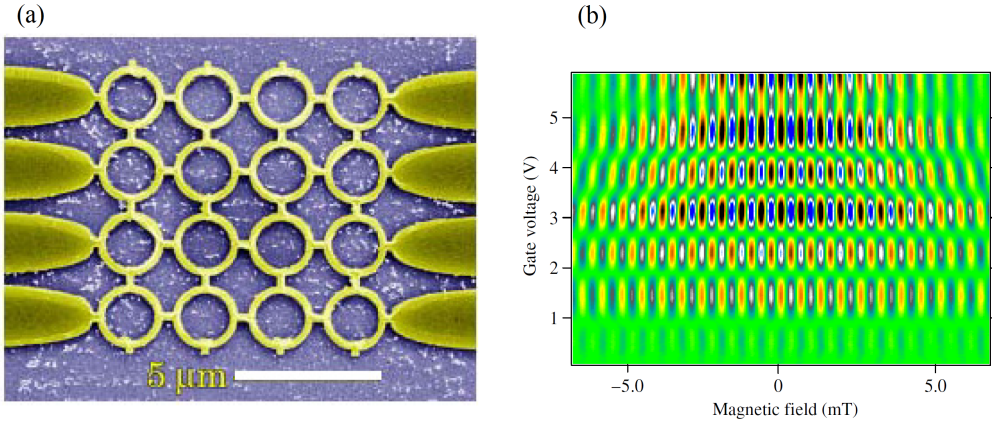 (a)
(b)
5 μm
Gate voltage (V)
5
4
3
2
1
−5.0
0
5.0
Magnetic field (mT)